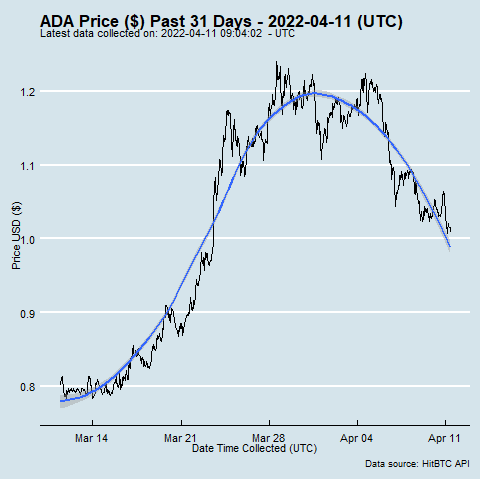 ADA Price ($) Past 31 Days - 2022-04-11 (UTC)
Latest data collected on: 2022-04-11 09:04:02 - UTC
Price USD ($)
1.2
1.1
1.0
0.9
0.8
Mar 14 Mar 21 Mar 28 Apr 04 Apr 11
Date Time Collected (UTC)
Data source: HitBTC API